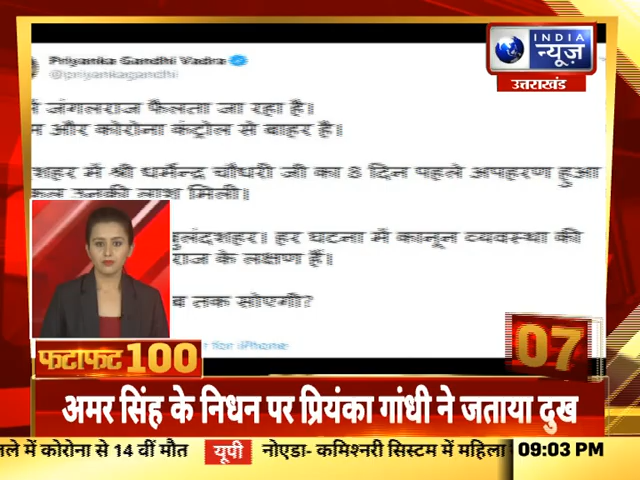 Priyanka Gandhi Vadra
@priyankagandhi
INDIA
न्यूज़
उत्तराखंड
जंगलराज फैलता जा रहा है।
और कोरोना कंट्रोल से बाहर है।
शहर में श्री धर्मेन्द्र चौधरी जी का 8 दिन पहले अपहरण हुआ
उनकी लाश मिली।
हर घटना में कानून व्यवस्था की
के लक्षण हैं।
तक सोएगी?
फटाफट 100
07
अमर सिंह के निधन पर प्रियंका गांधी ने जताया दुख
में कोरोना से 14 वीं मौत यूपी नोएडा- कमिश्नरी सिस्टम में महिला 09:03 PM